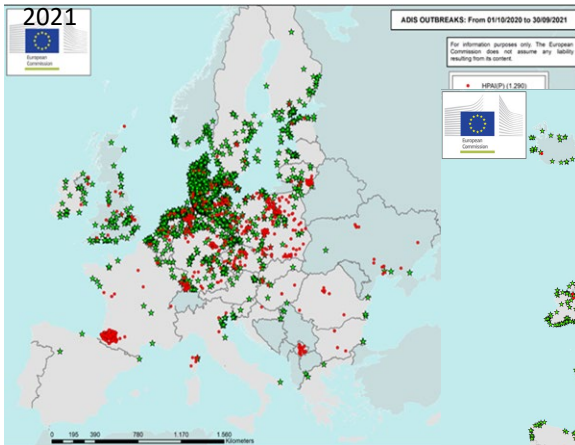 2021
European
Commission
ADIS OUTBREAKS: From 01/10/2020 to 30/09/2021
For information purposes only. The European
Commission does not assume any liability
resulting from its content.
HPAI(P) (1.290)
European
Commission
0 195 390 780 1.170 1.560
Kilometers